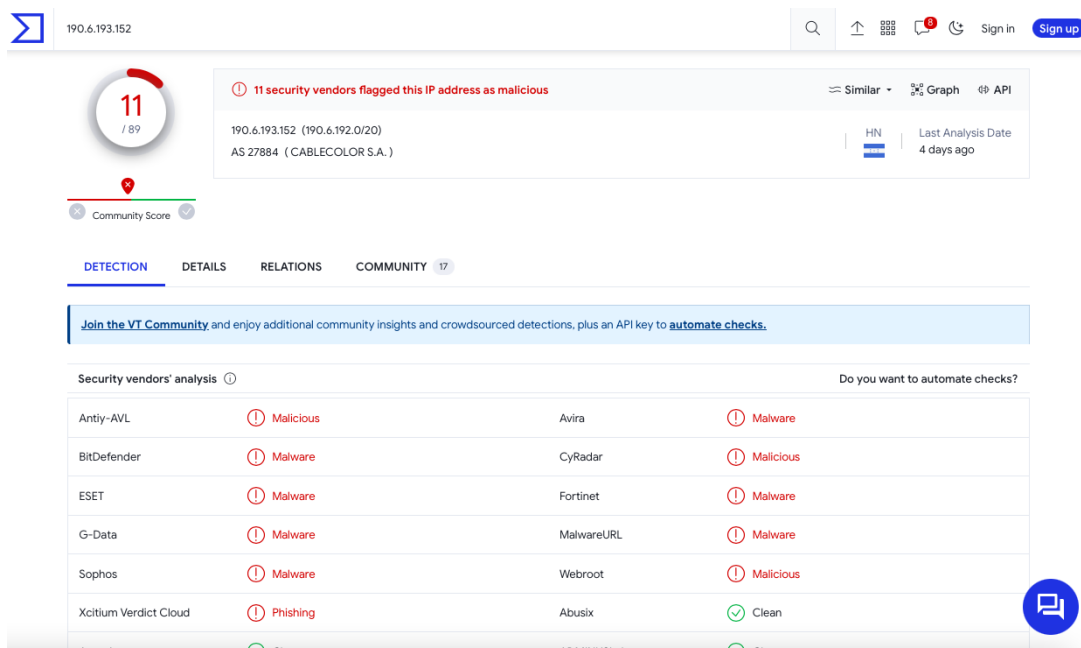 190.6.193.152
8
Sign in
Sign up
11
/ 89
Community Score
11 security vendors flagged this IP address as malicious
Similar
Graph
API
190.6.193.152 (190.6.192.0/20)
AS 27884 ( CABLECOLOR S.A. )
HN
Last Analysis Date
4 days ago
DETECTION DETAILS RELATIONS COMMUNITY 17
Join the VT Community and enjoy additional community insights and crowdsourced detections, plus an API key to automate checks.
Security vendors' analysis
Do you want to automate checks?
Antiy-AVL Malicious Avira Malware
BitDefender Malware CyRadar Malicious
ESET Malware Fortinet Malware
G-Data Malware MalwareURL Malware
Sophos Malware Webroot Malicious
Xcitium Verdict Cloud Phishing Abusix Clean